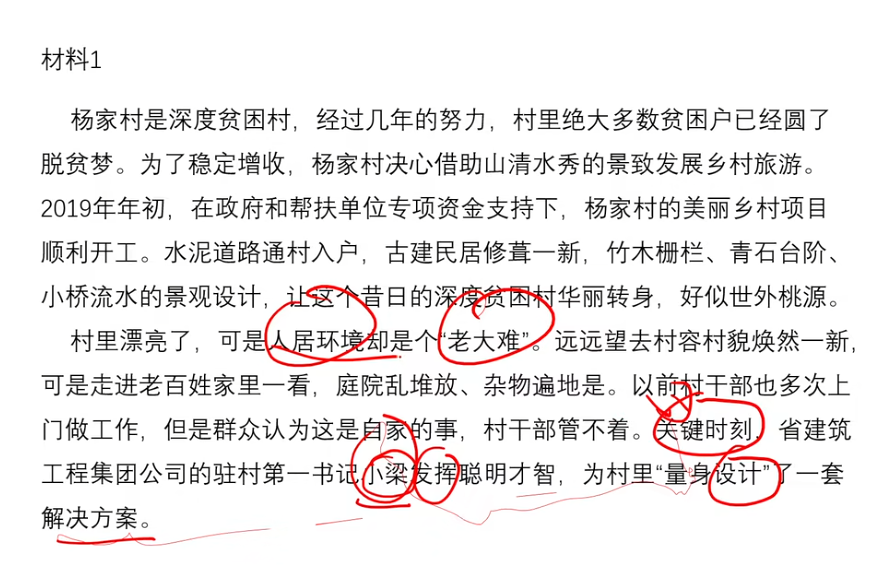 材料1
杨家村是深度贫困村，经过几年的努力，村里绝大多数贫困户已经圆了
脱贫梦。为了稳定增收，杨家村决心借助山清水秀的景致发展乡村旅游。
2019年年初，在政府和帮扶单位专项资金支持下，杨家村的美丽乡村项目
顺利开工。水泥道路通村入户，古建民居修葺一新，竹木栅栏、青石台阶、
小桥流水的景观设计，让这个昔日的深度贫困村华丽转身，好似世外桃源。
村里漂亮了，可是人居环境却是个“老大难”。远远望去村容村貌焕然一新，
可是走进老百姓家里一看，庭院乱堆放、杂物遍地是。以前村干部也多次上
门做工作，但是群众认为这是自家的事，村干部管不着。关键时刻，省建筑
工程集团公司的驻村第一书记小梁发挥聪明才智，为村里“量身设计”了一套
解决方案。